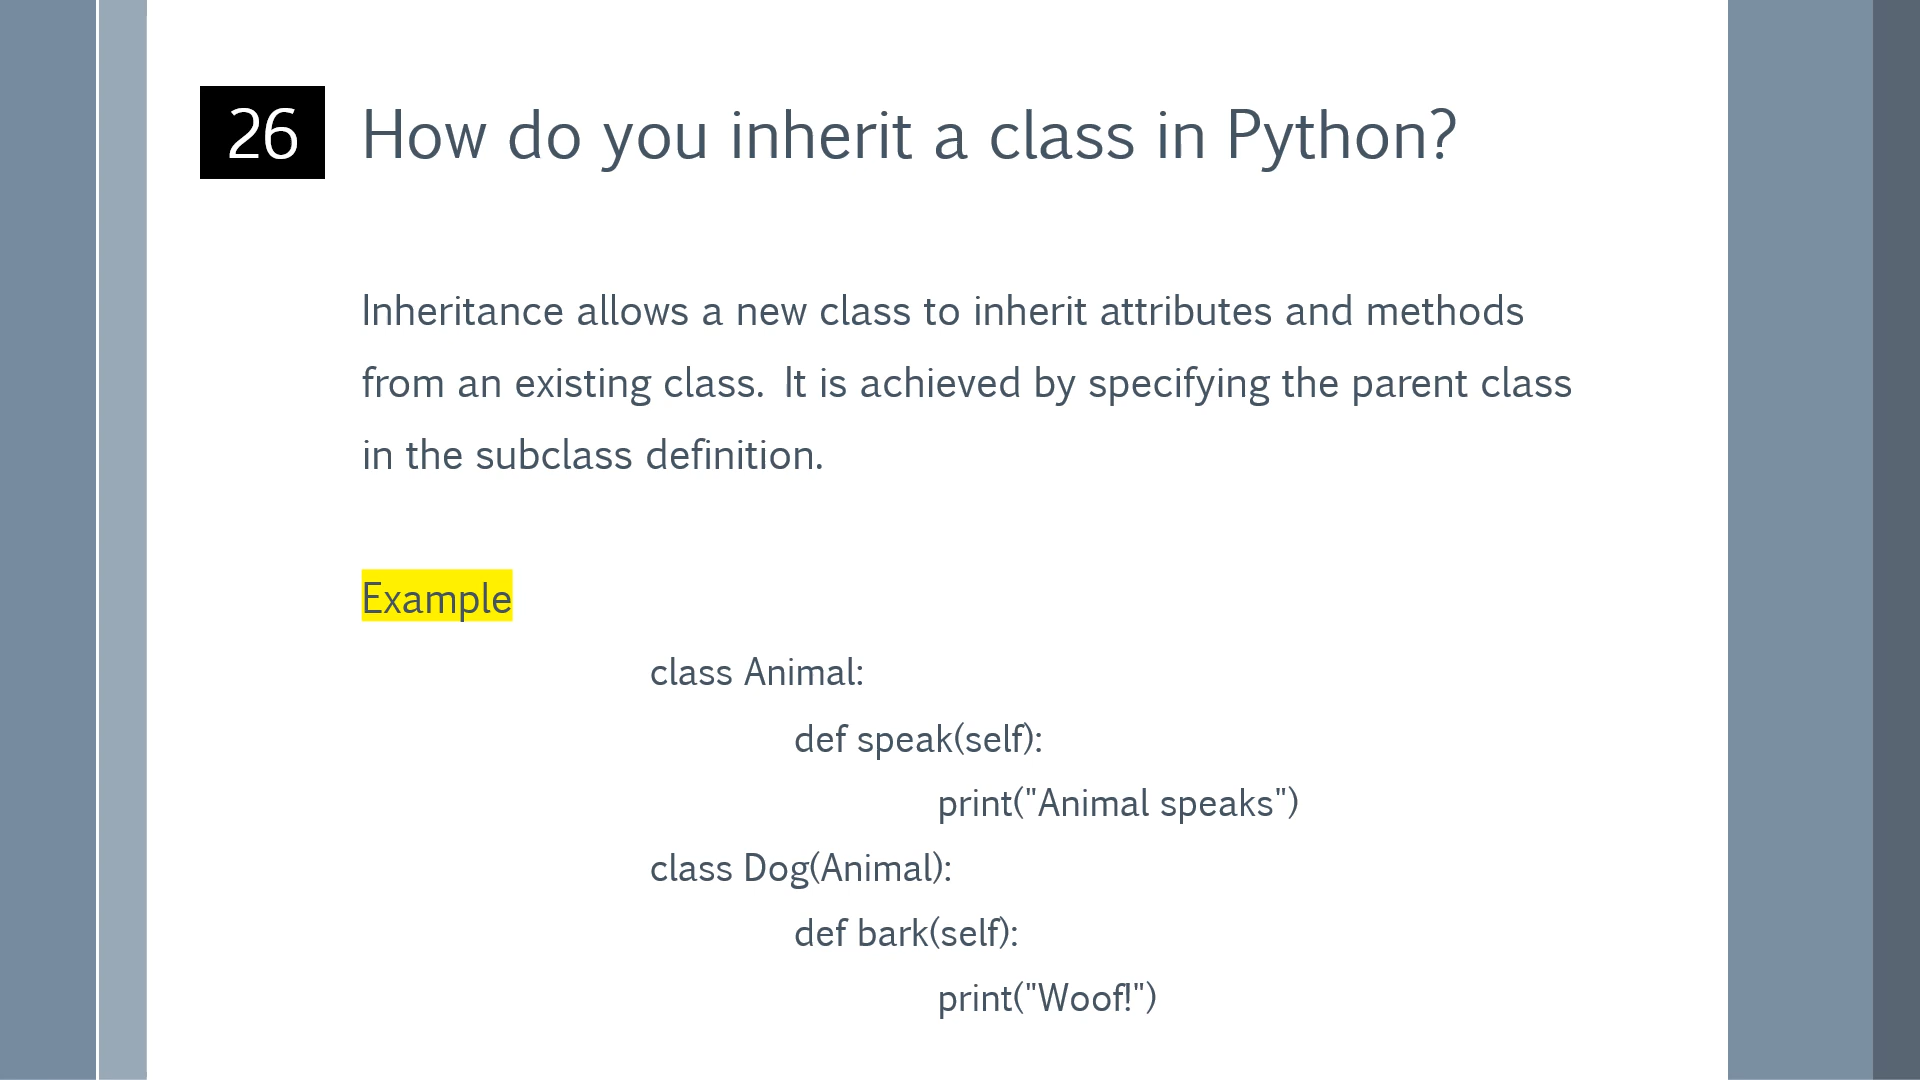 26 How do you inherit a class in Python?
Inheritance allows a new class to inherit attributes and methods
from an existing class. It is achieved by specifying the parent class
in the subclass definition.
Example
class Animal:
def speak(self):
print("Animal speaks")
class Dog(Animal):
def bark(self):
print("Woof!")